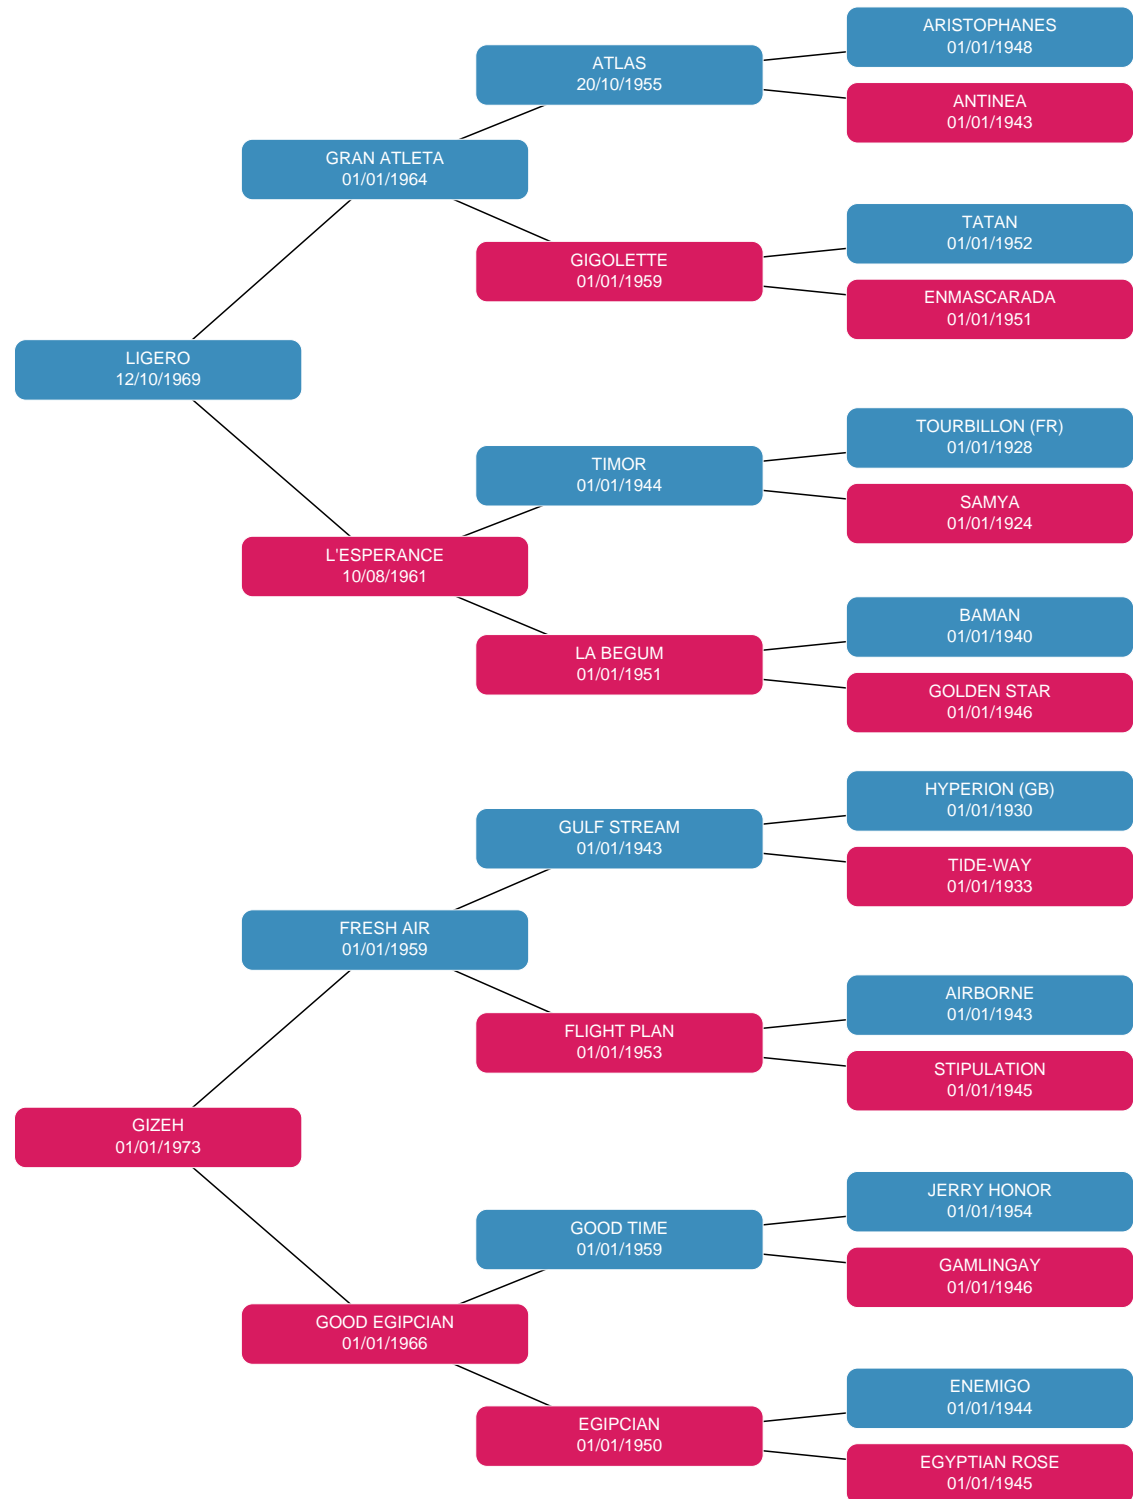 ARISTOPHANES
01/01/1948
ATLAS
20/10/1955
ANTINEA
01/01/1943
GRAN ATLETA
01/01/1964
TATAN
01/01/1952
GIGOLETTE
01/01/1959
ENMASCARADA
01/01/1951
LIGERO
12/10/1969
TOURBILLON (FR)
01/01/1928
TIMOR
01/01/1944
SAMYA
01/01/1924
L'ESPERANCE
10/08/1961
BAMAN
01/01/1940
LA BEGUM
01/01/1951
GOLDEN STAR
01/01/1946
HYPERION (GB)
01/01/1930
GULF STREAM
01/01/1943
TIDE-WAY
01/01/1933
FRESH AIR
01/01/1959
AIRBORNE
01/01/1943
FLIGHT PLAN
01/01/1953
STIPULATION
01/01/1945
GIZEH
01/01/1973
JERRY HONOR
01/01/1954
GOOD TIME
01/01/1959
GAMLINGAY
01/01/1946
GOOD EGIPCIAN
01/01/1966
ENEMIGO
01/01/1944
EGIPCIAN
01/01/1950
EGYPTIAN ROSE
01/01/1945